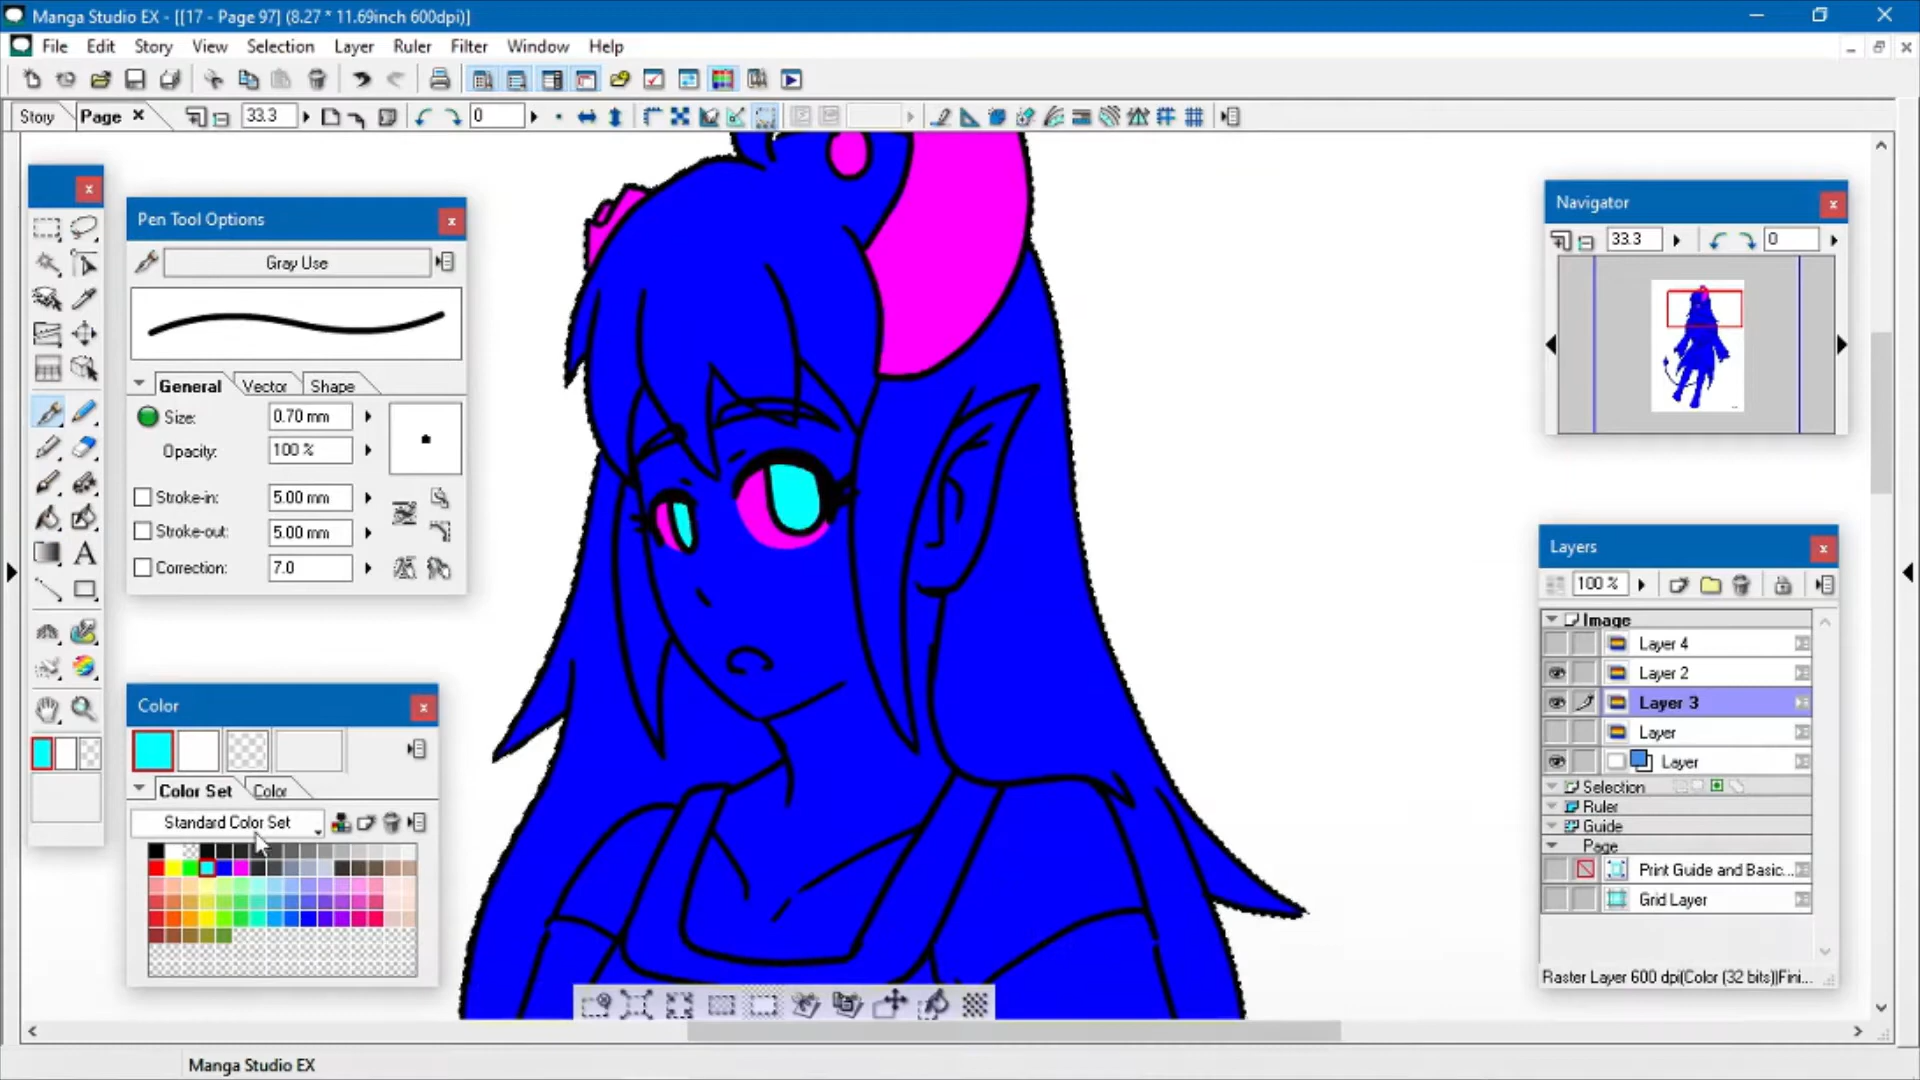 Manga Studio EX - [[17 - Page 97] (8.27 * 11.69inch 600dpi)]
File Edit Story View Selection Layer Ruler Filter Window Help
Story Page 33.3 0
Pen Tool Options
Gray Use
General Vector Shape
Size: 0.70 mm
Opacity: 100 %
Stroke-in: 5.00 mm
Stroke-out: 5.00 mm
Correction: 7.0
Color
Color Set Color
Standard Color Set
Navigator
33.3 0
Layers
100 %
Image
Layer 4
Layer 2
Layer 3
Layer
Layer
Selection
Ruler
Guide
Page
Print Guide and Basic...
Grid Layer
Raster Layer 600 dpi(Color (32 bits))Fini...
Manga Studio EX